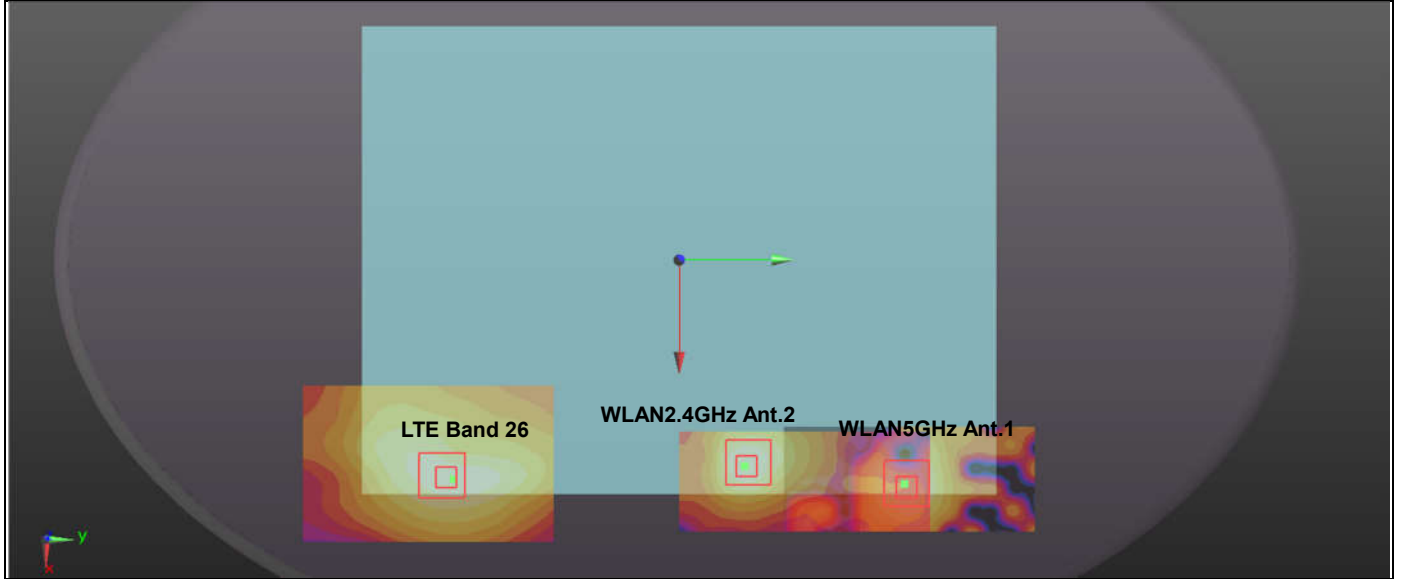 WLAN2.4GHz Ant.2
LTE Band 26
WLAN5GHz Ant.1
y
x